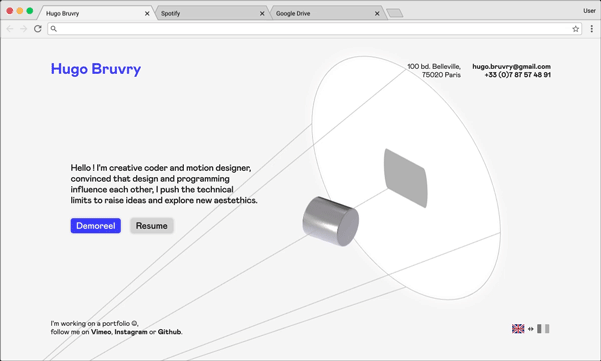 Hugo Bruvry
Spotify
Google Drive
User
Hugo Bruvry
100 bd. Belleville,
75020 Paris
hugo.bruvry@gmail.com
+33 (0)7 87 57 48 91
Hello ! I'm creative coder and motion designer,
convinced that design and programming
influence each other, I push the technical
limits to raise ideas and explore new aestethics.
Demoreel
Resume
I'm working on a portfolio ☺,
follow me on Vimeo, Instagram or Github.